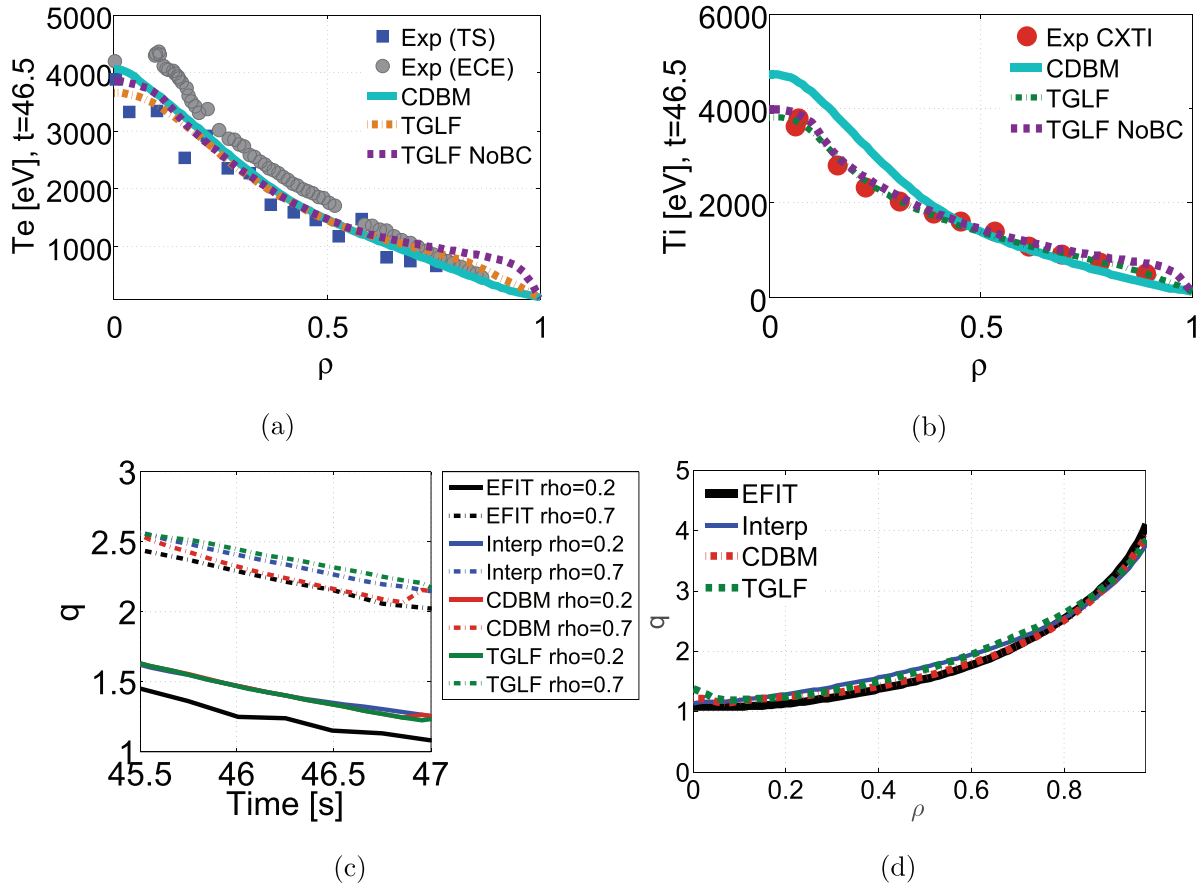 5000
4000
3000
2000
1000
0
0.5
1
Te [eV], t=46.5
ρ
Exp (TS)
Exp (ECE)
CDBM
TGLF
TGLF NoBC
(a)
6000
4000
2000
0
0
0.5
1
Ti [eV], t=46.5
ρ
Exp CXTI
CDBM
TGLF
TGLF NoBC
(b)
3
2.5
2
1.5
1
45.5
46
46.5
47
q
Time [s]
EFIT rho=0.2
EFIT rho=0.7
Interp rho=0.2
Interp rho=0.7
CDBM rho=0.2
CDBM rho=0.7
TGLF rho=0.2
TGLF rho=0.7
(c)
5
4
3
2
1
0
0
0.2
0.4
0.6
0.8
q
ρ
EFIT
Interp
CDBM
TGLF
(d)